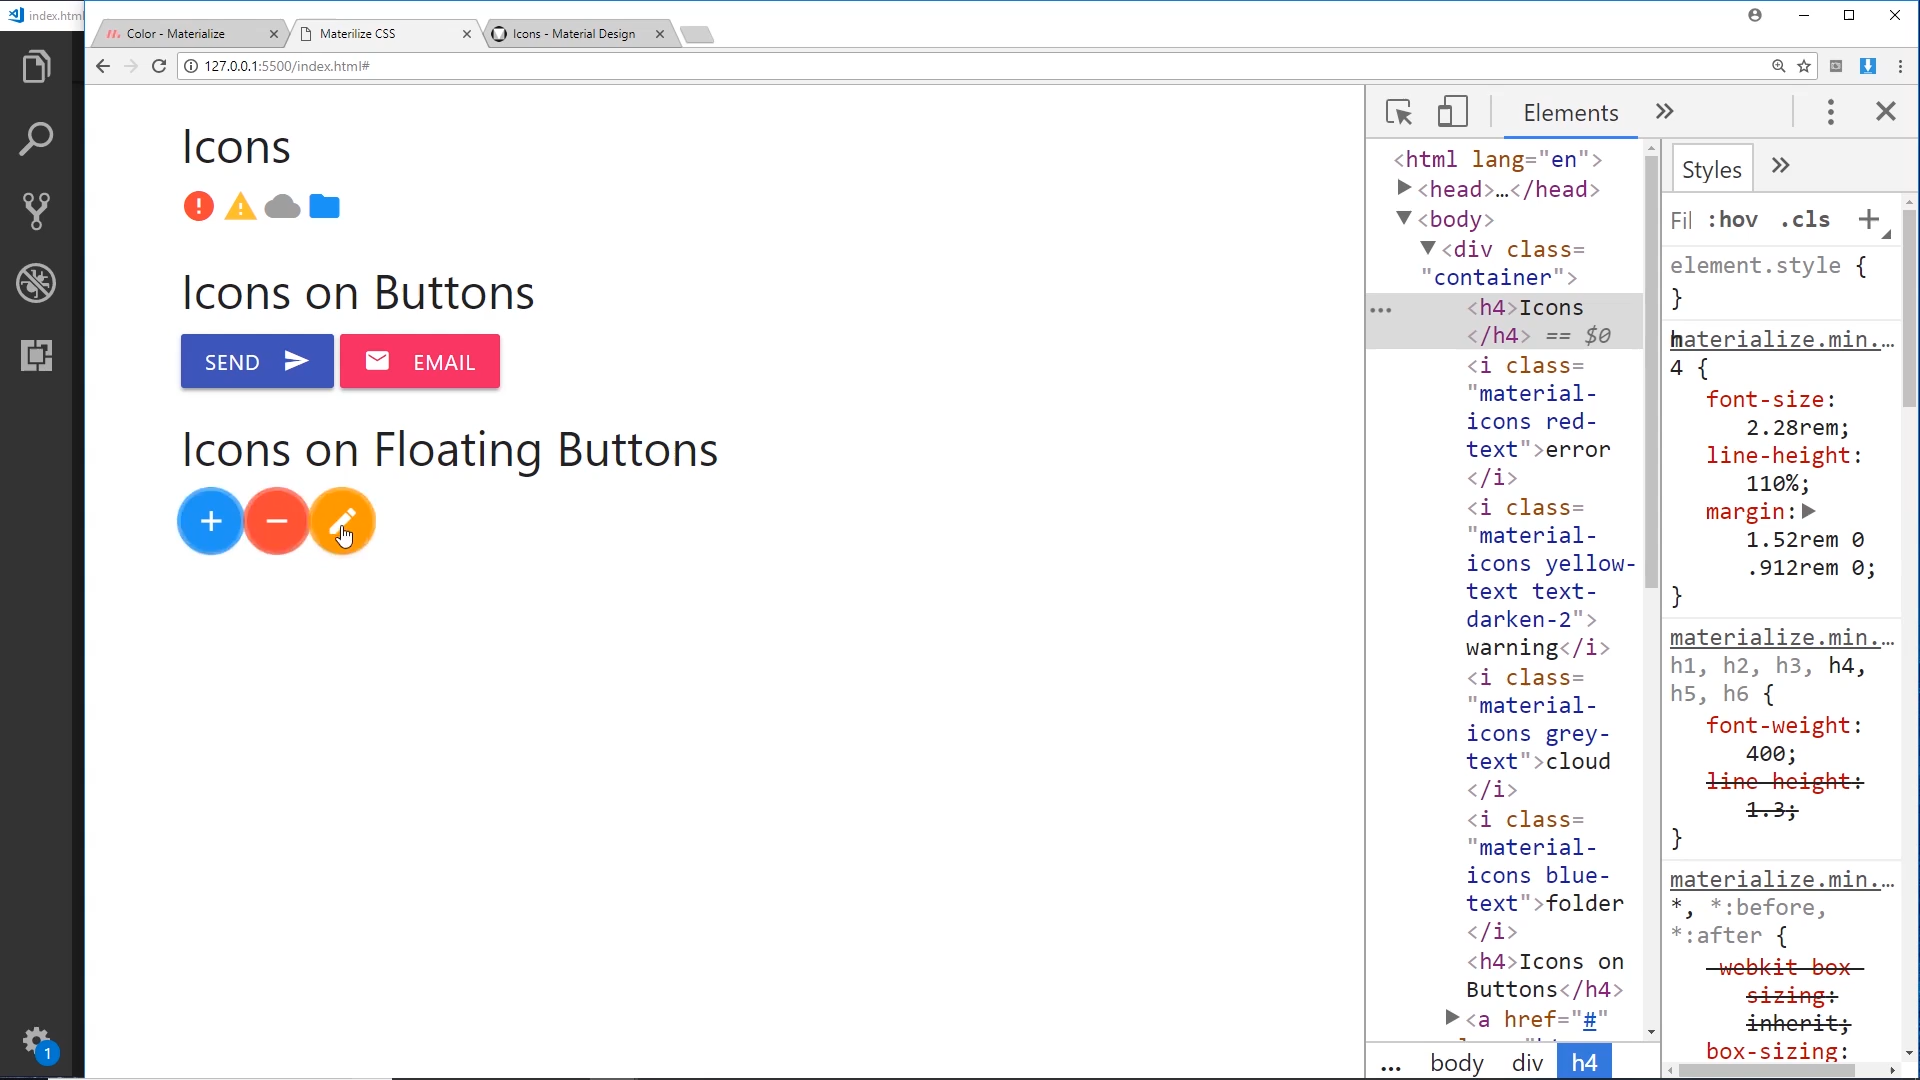 index.html
Color - Materialize
Materilize CSS
Icons - Material Design
127.0.0.1:5500/index.html#
Icons
Icons on Buttons
SEND
EMAIL
Icons on Floating Buttons
1
Elements
<html lang="en">
<head>…</head>
<body>
<div class=
"container">
<h4>Icons
</h4> == $0
<i class=
"material-
icons red-
text">error
</i>
<i class=
"material-
icons yellow-
text text-
darken-2">
warning</i>
<i class=
"material-
icons grey-
text">cloud
</i>
<i class=
"material-
icons blue-
text">folder
</i>
<h4>Icons on
Buttons</h4>
<a href="#"
... body div h4
Styles
Fil :hov .cls +
element.style {
}
materialize.min.…
h
4 {
font-size:
2.28rem;
line-height:
110%;
margin:
1.52rem 0
.912rem 0;
}
materialize.min.…
h1, h2, h3, h4,
h5, h6 {
font-weight:
400;
line-height:
1.3;
}
materialize.min.…
*, *:before,
*:after {
-webkit-box-
sizing:
inherit;
box-sizing: